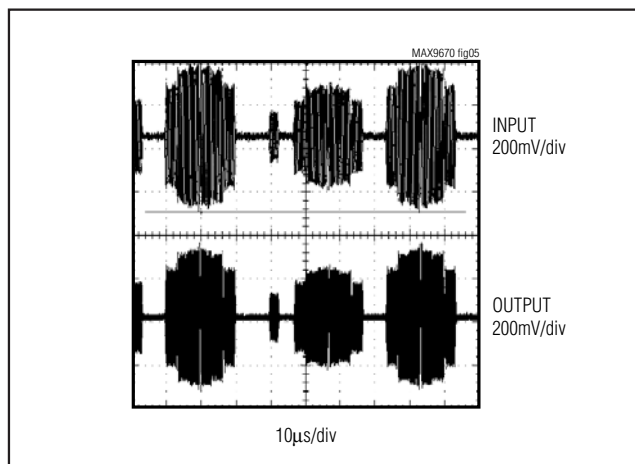 MAX9670 fig05
INPUT
200mV/div
OUTPUT
200mV/div
10µs/div